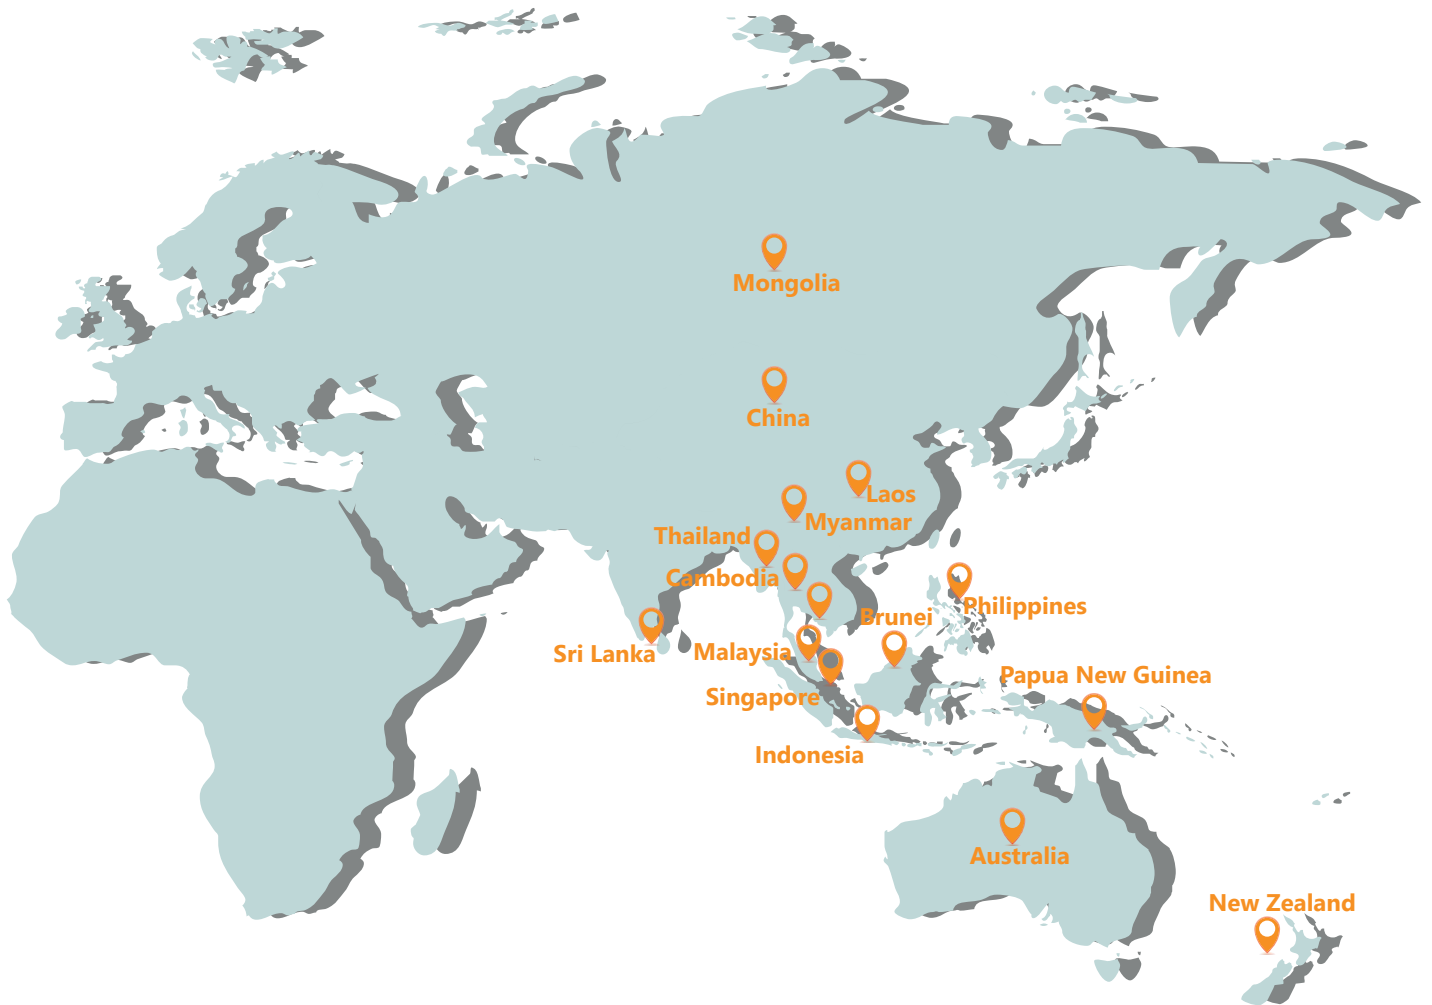 Mongolia
China
Laos
Myanmar
Thailand
Cambodia
Philippines
Brunei
Sri Lanka
Malaysia
Papua New Guinea
Singapore
Indonesia
Australia
New Zealand